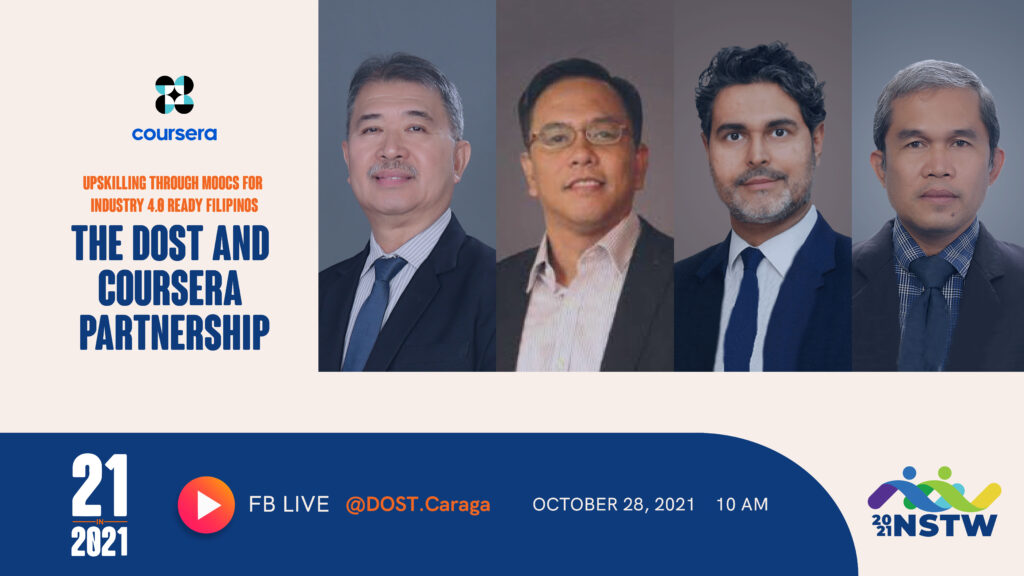 coursera
UPSKILLING THROUGH MOOCS FOR
INDUSTRY 4.0 READY FILIPINOS
THE DOST AND
COURSERA
PARTNERSHIP
21
IN
2021
FB LIVE @DOST.Caraga OCTOBER 28, 2021 10 AM
2021 NSTW